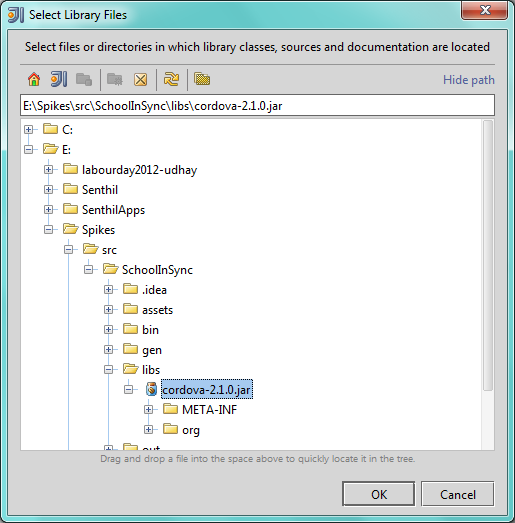 Select Library Files
Select files or directories in which library classes, sources and documentation are located
Hide path
E:\Spikes\src\SchoolInSync\libs\cordova-2.1.0.jar
C:
E:
labourday2012-udhay
Senthil
SenthilApps
Spikes
src
SchoolInSync
.idea
assets
bin
gen
libs
cordova-2.1.0.jar
META-INF
org
out
Drag and drop a file into the space above to quickly locate it in the tree.
OK
Cancel